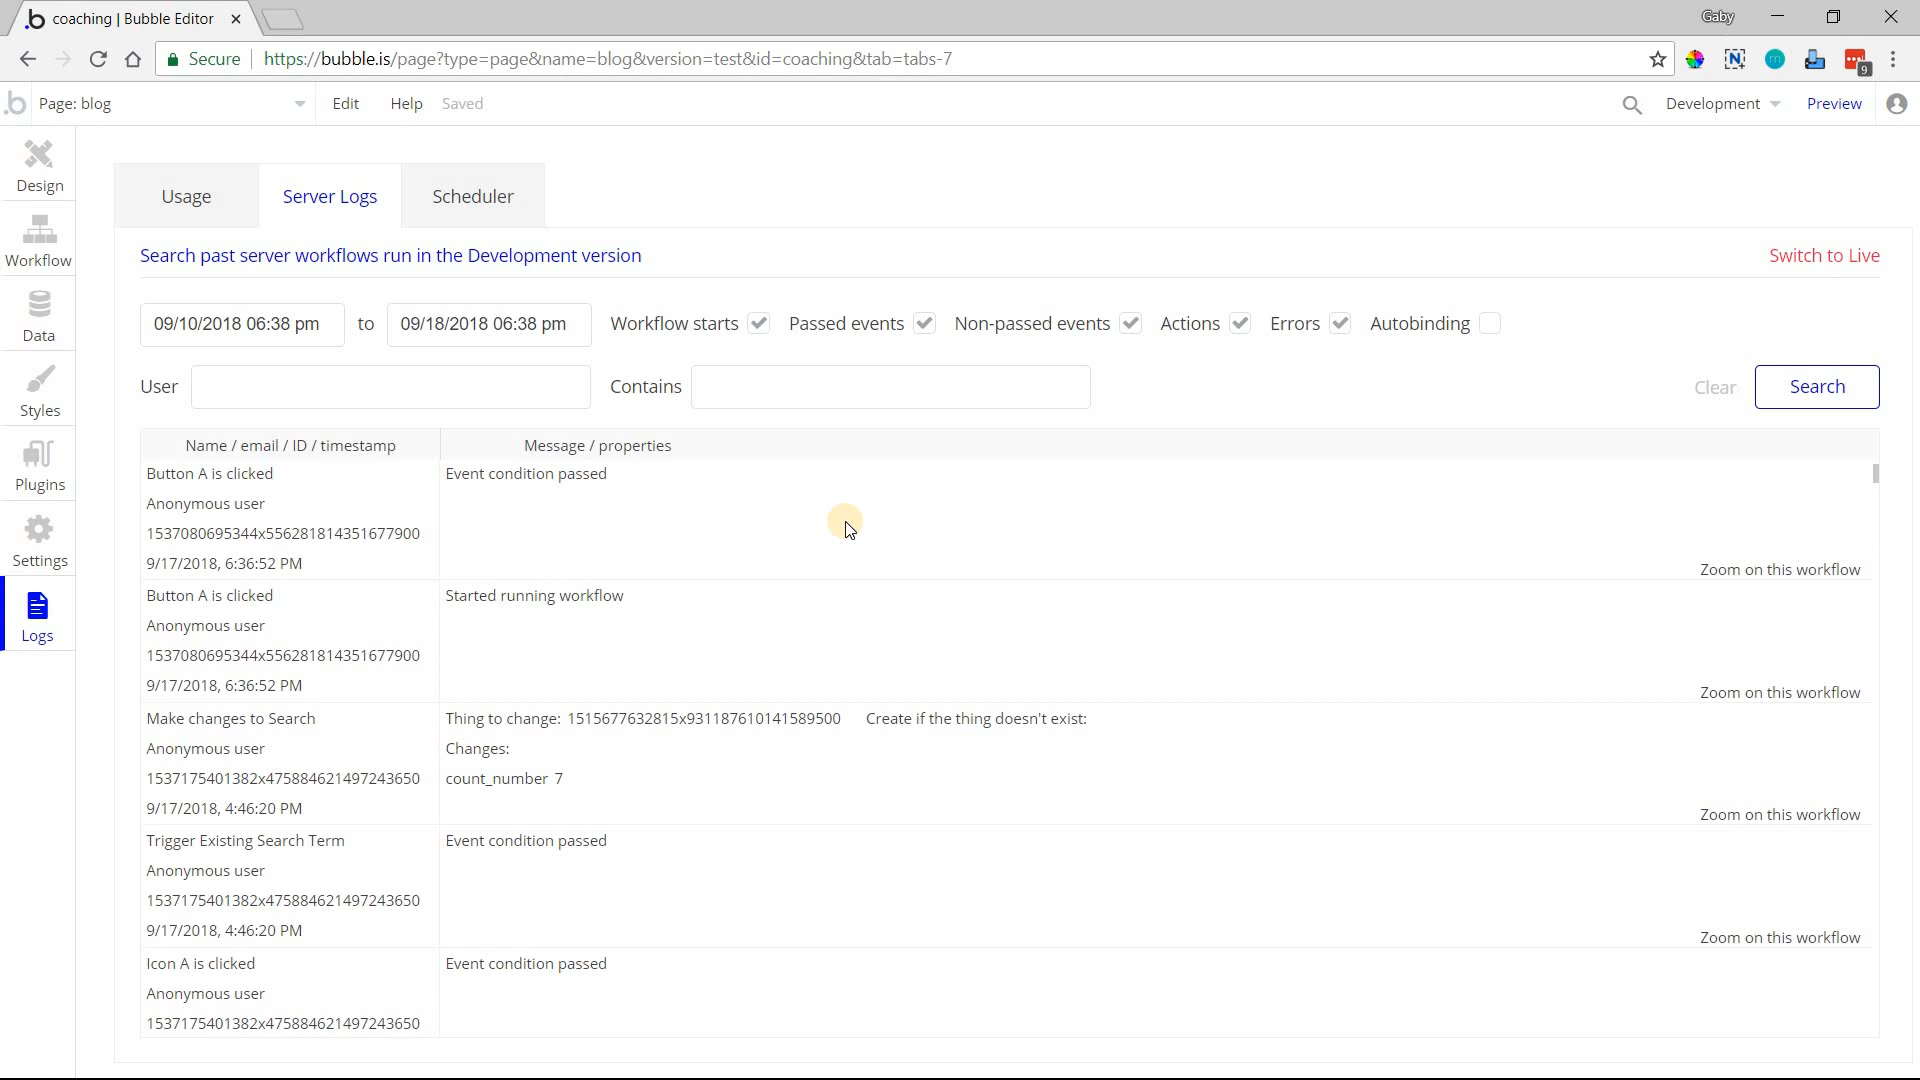 coaching | Bubble Editor
Gaby
Secure https://bubble.is/page?type=page&name=blog&version=test&id=coaching&tab=tabs-7
9
Page: blog Edit Help Saved Development Preview
Design
Workflow
Data
Styles
Plugins
Settings
Logs
Usage Server Logs Scheduler
Search past server workflows run in the Development version Switch to Live
09/10/2018 06:38 pm to 09/18/2018 06:38 pm Workflow starts Passed events Non-passed events Actions Errors Autobinding
User Contains Clear Search
Name / email / ID / timestamp Message / properties
Button A is clicked Event condition passed
Anonymous user
1537080695344x556281814351677900
9/17/2018, 6:36:52 PM
Zoom on this workflow
Button A is clicked Started running workflow
Anonymous user
1537080695344x556281814351677900
9/17/2018, 6:36:52 PM
Zoom on this workflow
Make changes to Search Thing to change: 1515677632815x931187610141589500 Create if the thing doesn't exist:
Anonymous user Changes:
1537175401382x475884621497243650 count_number 7
9/17/2018, 4:46:20 PM
Zoom on this workflow
Trigger Existing Search Term Event condition passed
Anonymous user
1537175401382x475884621497243650
9/17/2018, 4:46:20 PM
Zoom on this workflow
Icon A is clicked Event condition passed
Anonymous user
1537175401382x475884621497243650